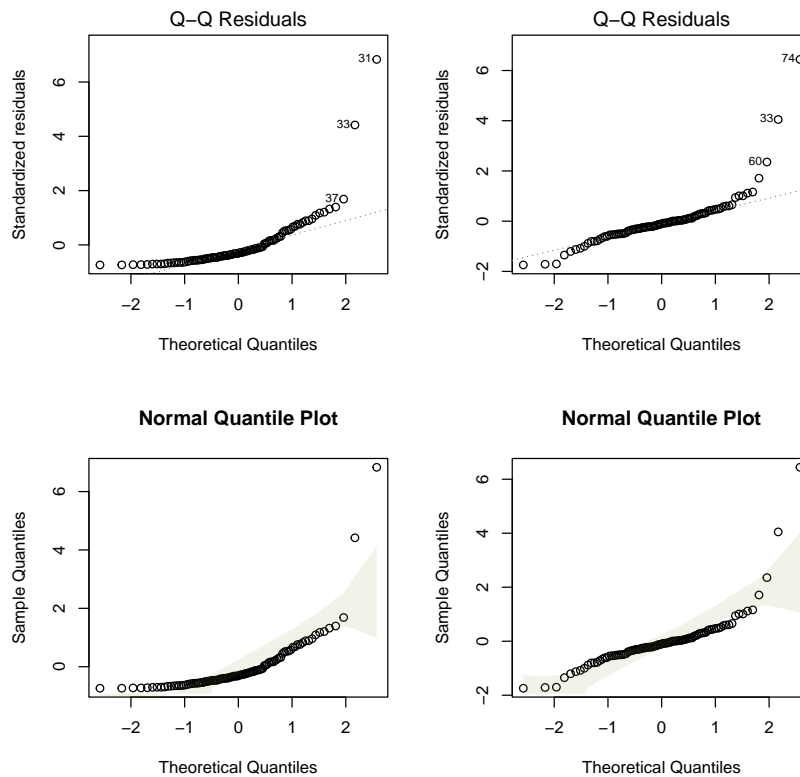 Q−Q Residuals
31
33
37
Standardized residuals
6
4
2
0
−2 −1 0 1 2
Theoretical Quantiles
Q−Q Residuals
74
33
60
Standardized residuals
6
4
2
0
−2
−2 −1 0 1 2
Theoretical Quantiles
Normal Quantile Plot
Sample Quantiles
6
4
2
0
−2 −1 0 1 2
Theoretical Quantiles
Normal Quantile Plot
Sample Quantiles
6
4
2
0
−2
−2 −1 0 1 2
Theoretical Quantiles